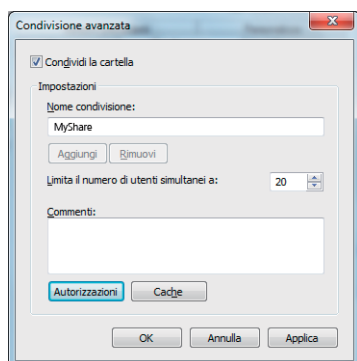 Condivisione avanzata
Condividi la cartella
Impostazioni
Nome condivisione:
MyShare
Aggiungi Rimuovi
Limita il numero di utenti simultanei a: 20
Commenti:
Autorizzazioni Cache
OK Annulla Applica